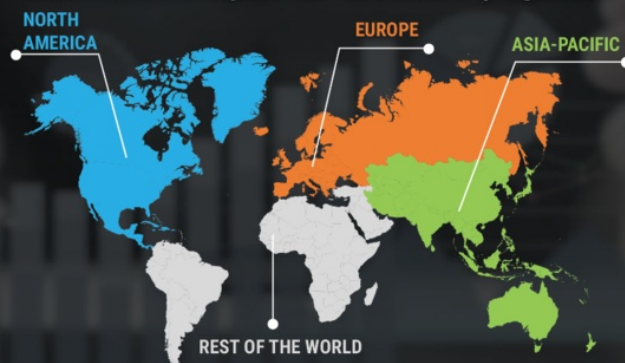 NORTH
AMERICA
EUROPE
ASIA-PACIFIC
REST OF THE WORLD